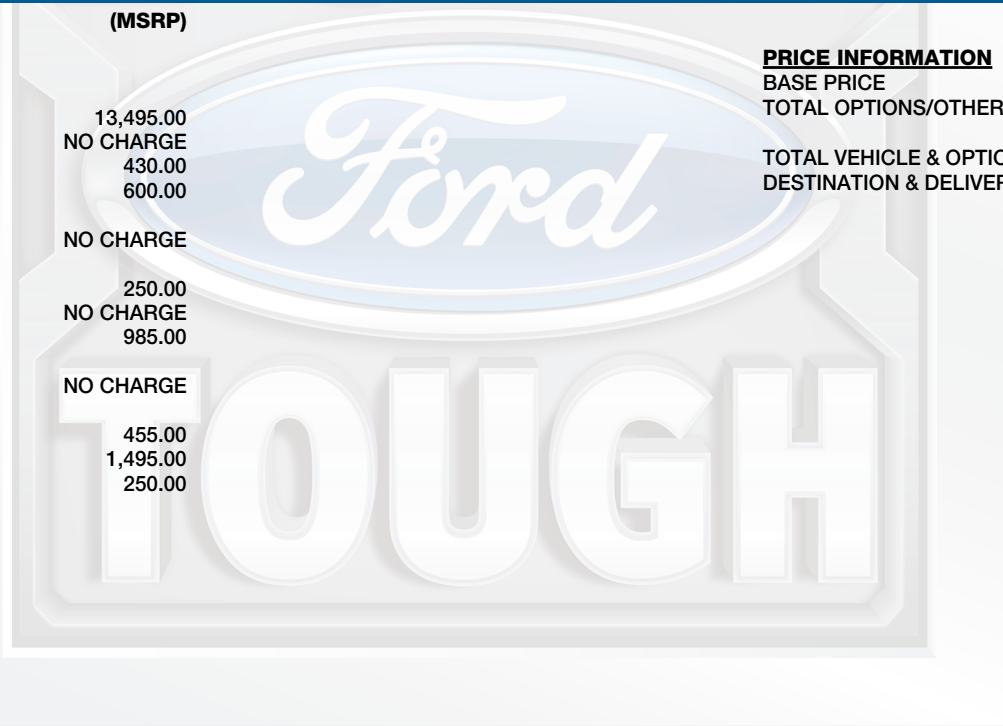 (MSRP)
13,495.00
NO CHARGE
430.00
600.00
NO CHARGE
250.00
NO CHARGE
985.00
NO CHARGE
455.00
1,495.00
250.00
PRICE INFORMATION
BASE PRICE
TOTAL OPTIONS/OTHER
TOTAL VEHICLE & OPTIO
DESTINATION & DELIVER
Ford
TOUGH